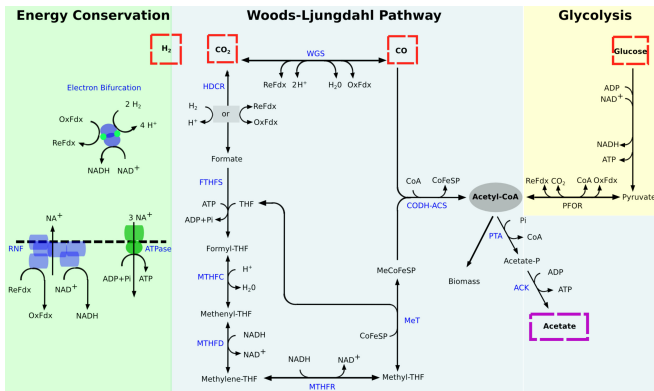 Energy Conservation
Woods-Ljungdahl Pathway
Glycolysis
H2
CO2
WGS
CO
Glucose
ReFdx
2H+
H20
OxFdx
HDCR
Electron Bifurcation
OxFdx
2 H2
4 H+
ReFdx
NADH
NAD+
H2
H+
or
ReFdx
OxFdx
ADP
NAD+
NADH
ATP
Formate
FTHFS
ATP
THF
ADP+Pi
CoA
CoFeSP
CODH-ACS
Acetyl-CoA
ReFdx
CO2
CoA
OxFdx
PFOR
Pyruvate
NA+
3 NA+
RNF
ATPase
ReFdx
NAD+
ADP+Pi
ATP
OxFdx
NADH
Formyl-THF
MTHFC
H+
H20
Methenyl-THF
MTHFD
NADH
NAD+
Methylene-THF
NADH
NAD+
MTHFR
Methyl-THF
MeCoFeSP
MeT
CoFeSP
Biomass
PTA
Pi
CoA
Acetate-P
ACK
ADP
ATP
Acetate